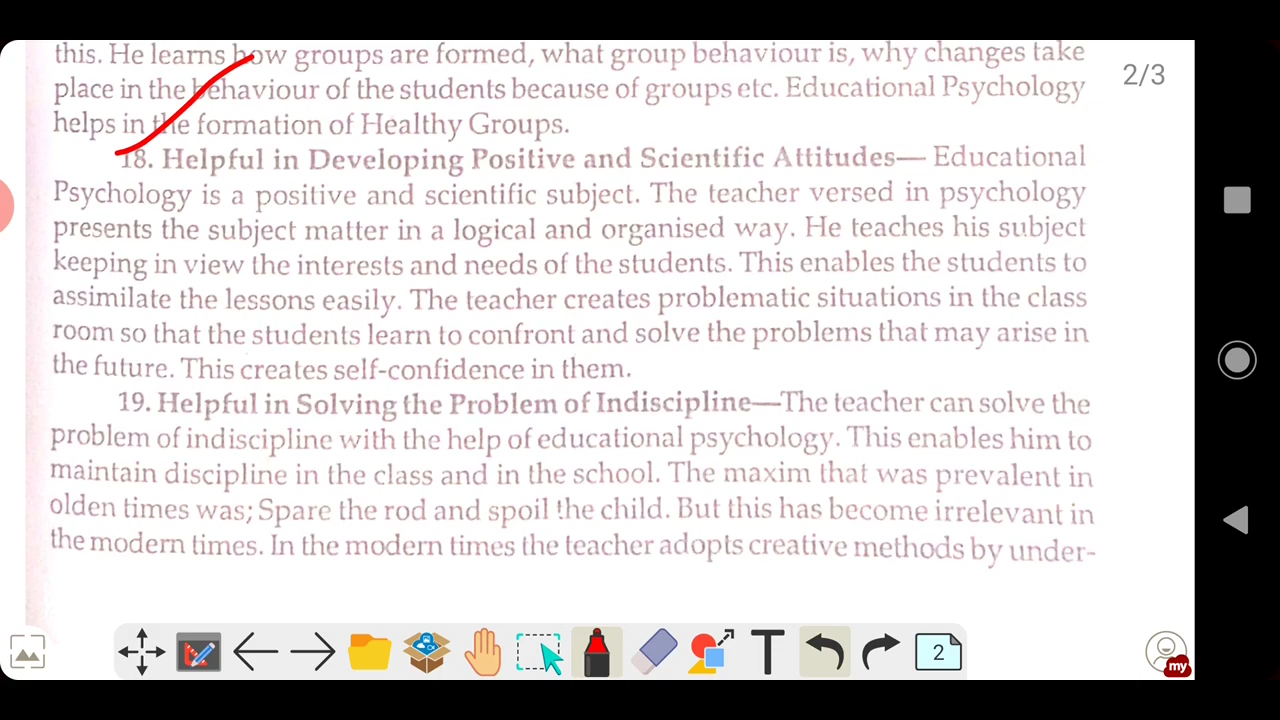 this. He learns how groups are formed, what group behaviour is, why changes take
place in the behaviour of the students because of groups etc. Educational Psychology
helps in the formation of Healthy Groups.
18. Helpful in Developing Positive and Scientific Attitudes— Educational
Psychology is a positive and scientific subject. The teacher versed in psychology
presents the subject matter in a logical and organised way. He teaches his subject
keeping in view the interests and needs of the students. This enables the students to
assimilate the lessons easily. The teacher creates problematic situations in the class
room so that the students learn to confront and solve the problems that may arise in
the future. This creates self-confidence in them.
19. Helpful in Solving the Problem of Indiscipline—The teacher can solve the
problem of indiscipline with the help of educational psychology. This enables him to
maintain discipline in the class and in the school. The maxim that was prevalent in
olden times was; Spare the rod and spoil the child. But this has become irrelevant in
the modern times. In the modern times the teacher adopts creative methods by under-
2/3
T
2
my